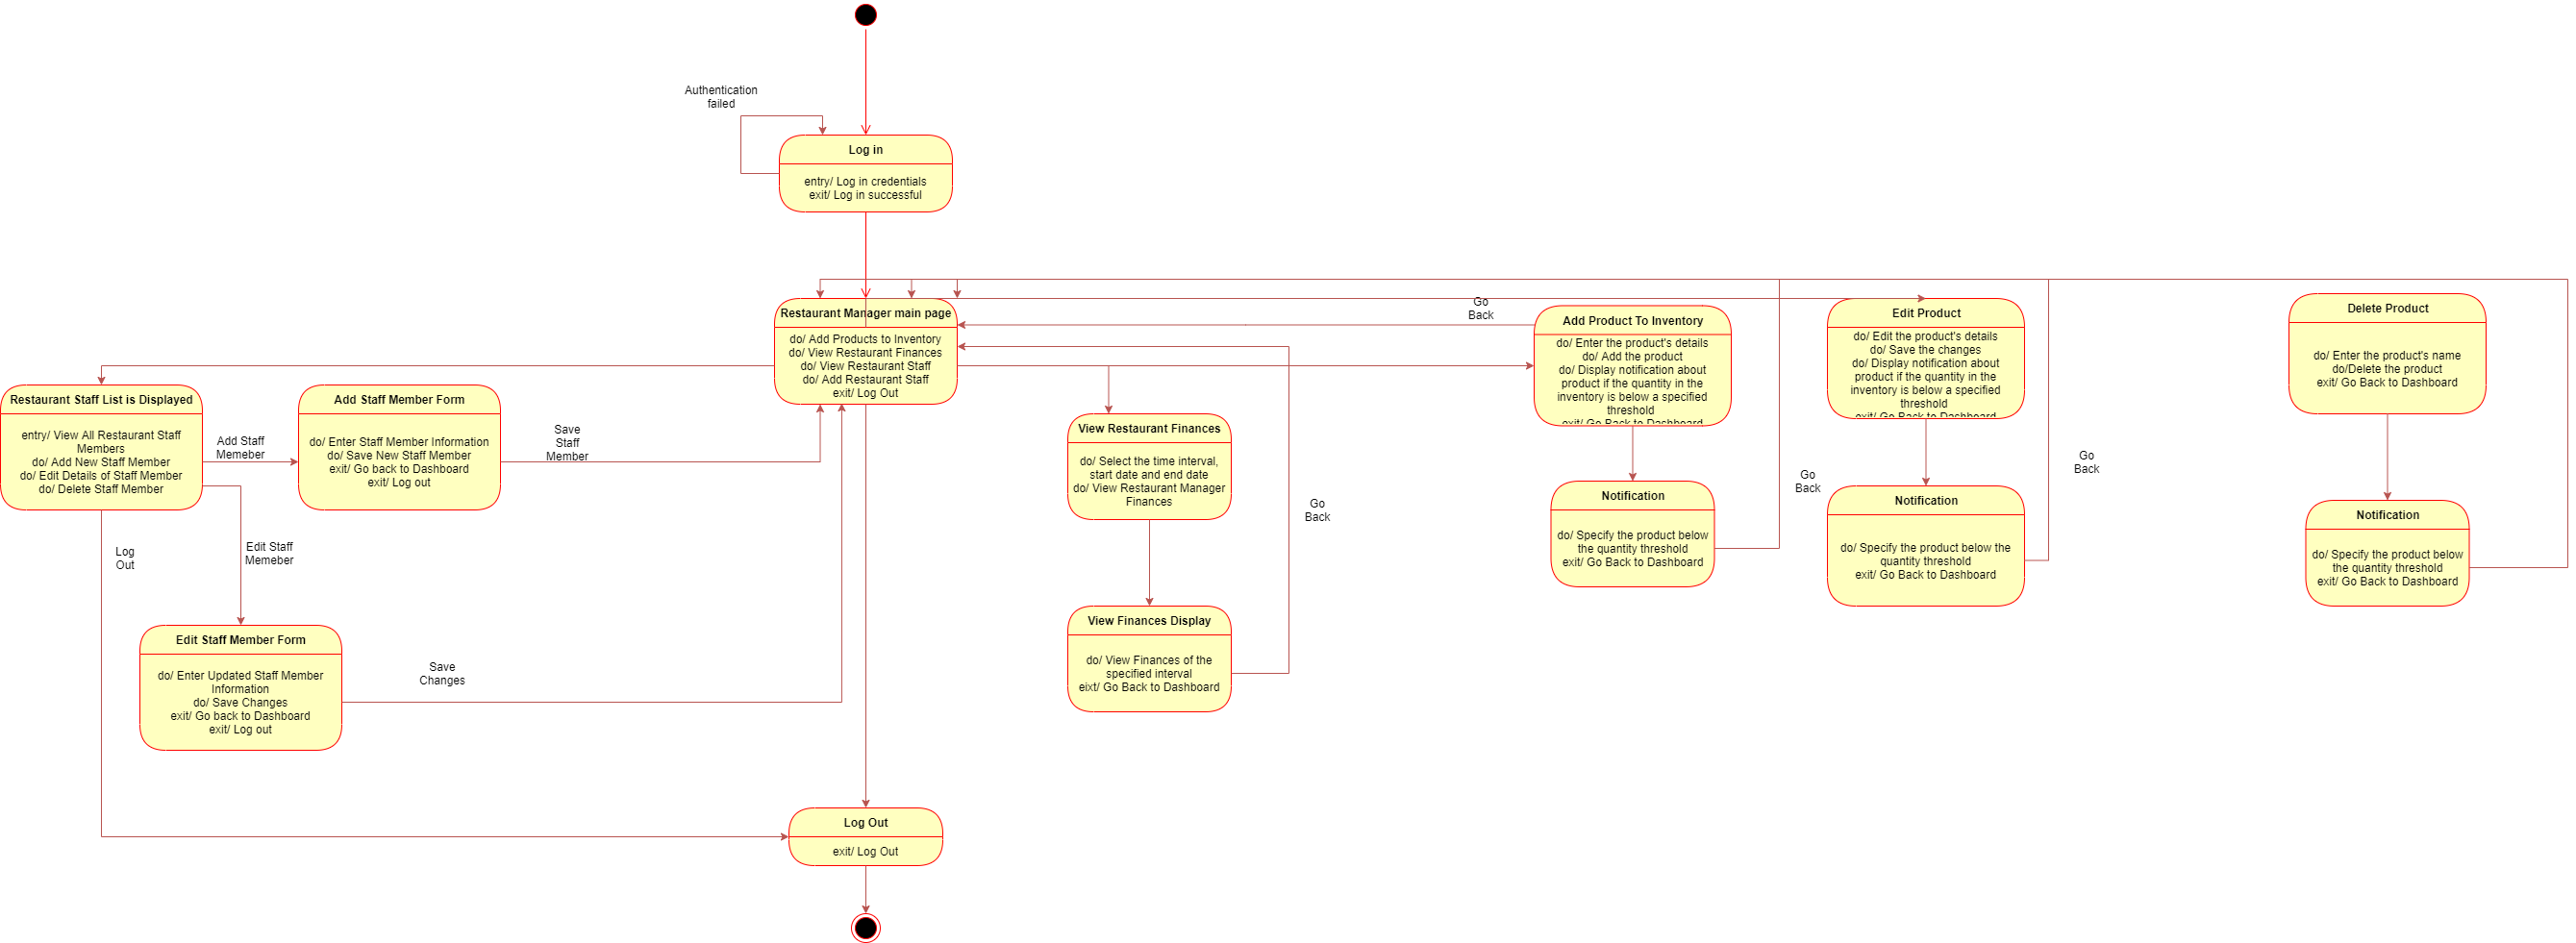 Authentication
failed
Log in
entry/ Log in credentials
exit/ Log in successful
Restaurant Manager main page
do/ Add Products to Inventory
do/ View Restaurant Finances
do/ View Restaurant Staff
do/ Add Restaurant Staff
exit/ Log Out
Go
Back
Add Product To Inventory
do/ Enter the product's details
do/ Add the product
do/ Display notification about
product if the quantity in the
inventory is below a specified
threshold
exit/ Go Back to Dashboard
Edit Product
do/ Edit the product's details
do/ Save the changes
do/ Display notification about
product if the quantity in the
inventory is below a specified
threshold
exit/ Go Back to Dashboard
Delete Product
do/ Enter the product's name
do/Delete the product
exit/ Go Back to Dashboard
Restaurant Staff List is Displayed
entry/ View All Restaurant Staff
Members
do/ Add New Staff Member
do/ Edit Details of Staff Member
do/ Delete Staff Member
Add Staff
Memeber
Add Staff Member Form
do/ Enter Staff Member Information
do/ Save New Staff Member
exit/ Go back to Dashboard
exit/ Log out
Save
Staff
Member
View Restaurant Finances
do/ Select the time interval,
start date and end date
do/ View Restaurant Manager
Finances
Go
Back
Notification
do/ Specify the product below
the quantity threshold
exit/ Go Back to Dashboard
Go
Back
Notification
do/ Specify the product below the
quantity threshold
exit/ Go Back to Dashboard
Go
Back
Notification
do/ Specify the product below
the quantity threshold
exit/ Go Back to Dashboard
Log
Out
Edit Staff
Memeber
Edit Staff Member Form
do/ Enter Updated Staff Member
Information
do/ Save Changes
exit/ Go back to Dashboard
exit/ Log out
Save
Changes
View Finances Display
do/ View Finances of the
specified interval
eixt/ Go Back to Dashboard
Log Out
exit/ Log Out